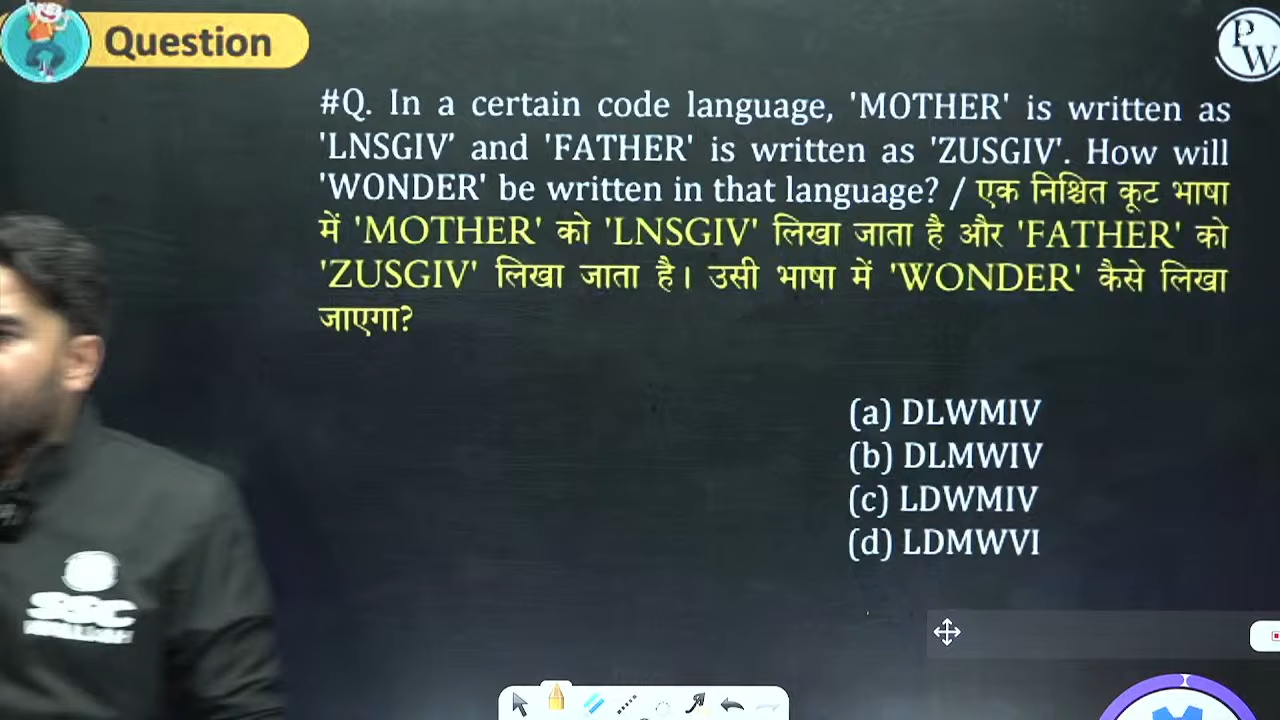 Question
P
W
#Q. In a certain code language, 'MOTHER' is written as
'LNSGIV' and 'FATHER' is written as 'ZUSGIV'. How will
'WONDER' be written in that language? / एक निश्चित कूट भाषा
में 'MOTHER' को 'LNSGIV' लिखा जाता है और 'FATHER' को
'ZUSGIV' लिखा जाता है। उसी भाषा में 'WONDER' कैसे लिखा
जाएगा?
(a) DLWMIV
(b) DLMWIV
(c) LDWMIV
(d) LDMWVI
SSC